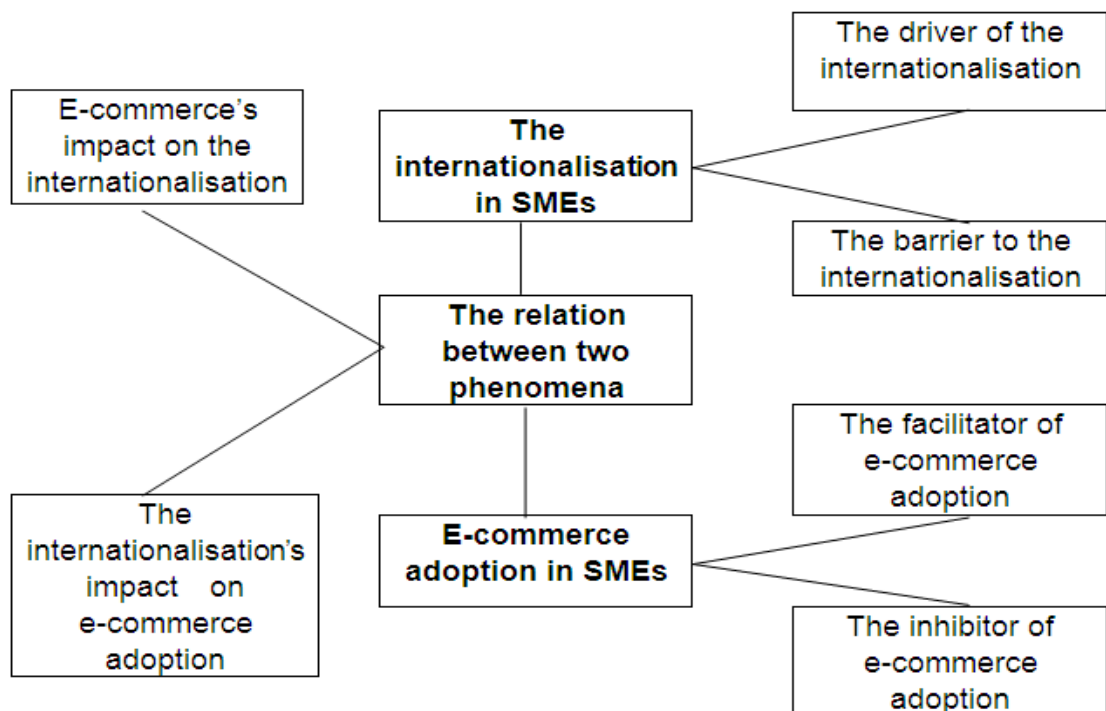 The driver of the
internationalisation
E-commerce's
impact on the
internationalisation
The
internationalisation
in SMEs
The barrier to the
internationalisation
The relation
between two
phenomena
The facilitator of
e-commerce
adoption
The
internationalisation's
impact on
e-commerce
adoption
E-commerce
adoption in SMEs
The inhibitor of
e-commerce
adoption